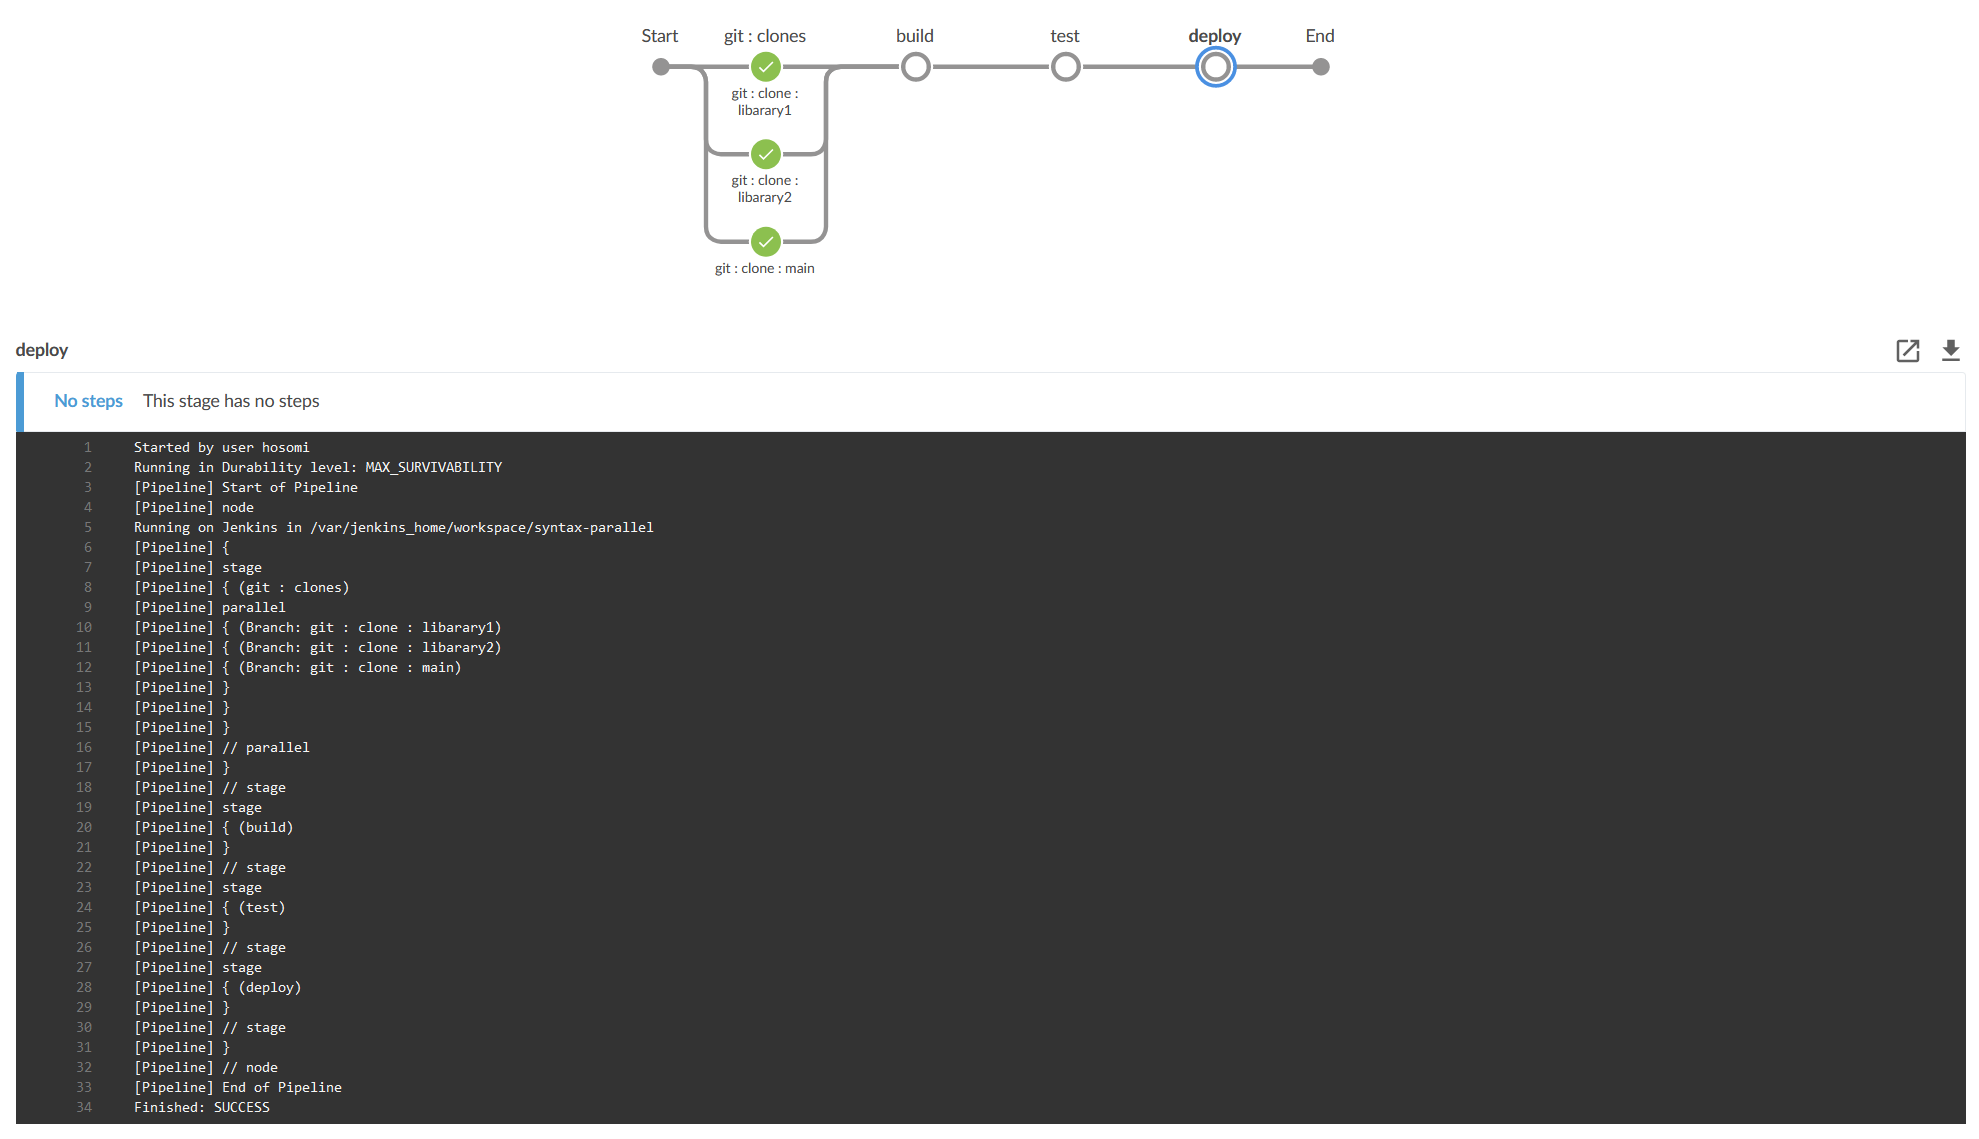 Start git : clones build test deploy End
git : clone :
libarary1
git : clone :
libarary2
git : clone : main
deploy
No steps This stage has no steps
1 Started by user hosomi
2 Running in Durability level: MAX_SURVIVABILITY
3 [Pipeline] Start of Pipeline
4 [Pipeline] node
5 Running on Jenkins in /var/jenkins_home/workspace/syntax-parallel
6 [Pipeline] {
7 [Pipeline] stage
8 [Pipeline] { (git : clones)
9 [Pipeline] parallel
10 [Pipeline] { (Branch: git : clone : libarary1)
11 [Pipeline] { (Branch: git : clone : libarary2)
12 [Pipeline] { (Branch: git : clone : main)
13 [Pipeline] }
14 [Pipeline] }
15 [Pipeline] }
16 [Pipeline] // parallel
17 [Pipeline] }
18 [Pipeline] // stage
19 [Pipeline] stage
20 [Pipeline] { (build)
21 [Pipeline] }
22 [Pipeline] // stage
23 [Pipeline] stage
24 [Pipeline] { (test)
25 [Pipeline] }
26 [Pipeline] // stage
27 [Pipeline] stage
28 [Pipeline] { (deploy)
29 [Pipeline] }
30 [Pipeline] // stage
31 [Pipeline] }
32 [Pipeline] // node
33 [Pipeline] End of Pipeline
34 Finished: SUCCESS